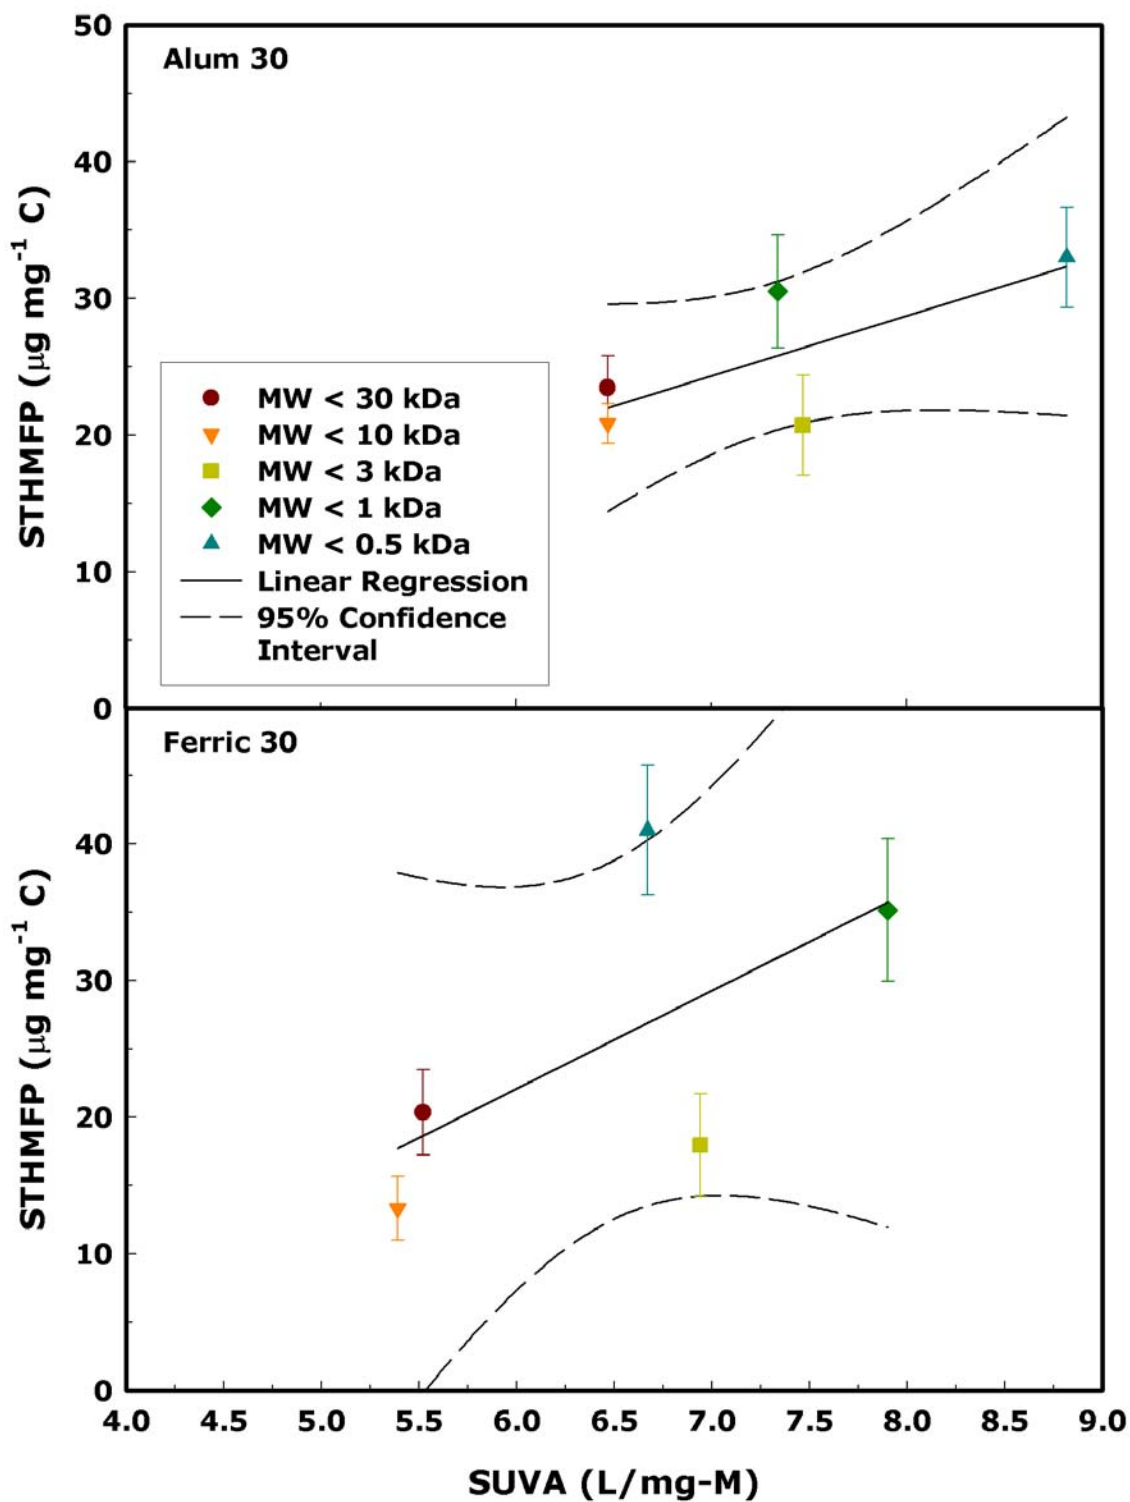 50
Alum 30
40
30
20
10
0
STHMFP (μg mg⁻¹ C)
MW < 30 kDa
MW < 10 kDa
MW < 3 kDa
MW < 1 kDa
MW < 0.5 kDa
Linear Regression
95% Confidence
Interval
Ferric 30
40
30
20
10
0
STHMFP (μg mg⁻¹ C)
4.0 4.5 5.0 5.5 6.0 6.5 7.0 7.5 8.0 8.5 9.0
SUVA (L/mg-M)